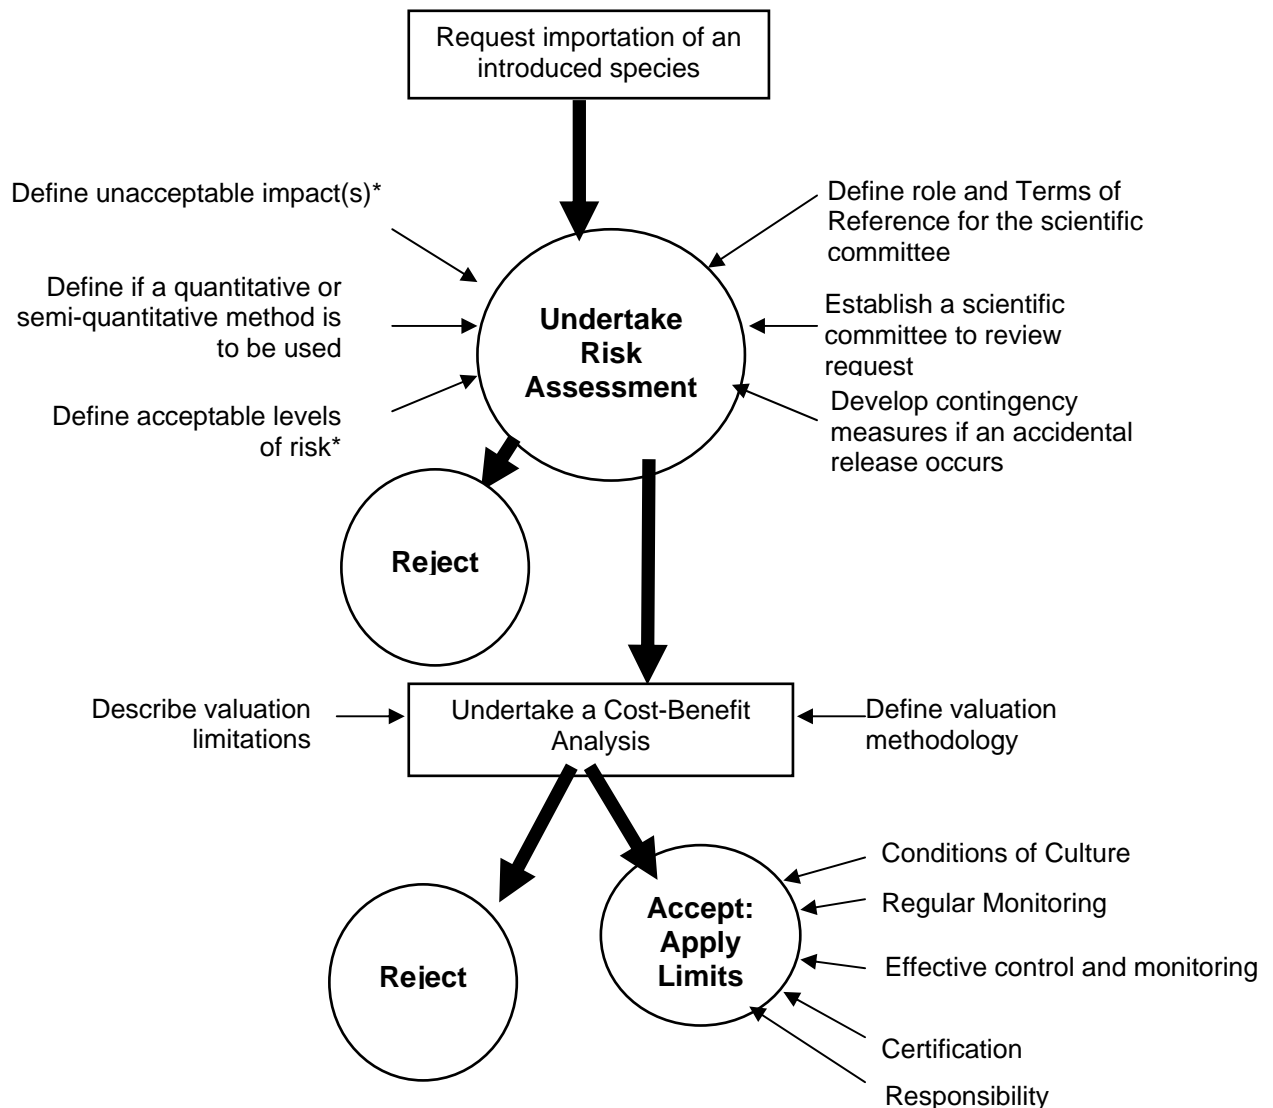 Request importation of an
introduced species
Define unacceptable impact(s)*
Define role and Terms of
Reference for the scientific
committee
Define if a quantitative or
semi-quantitative method is
to be used
Undertake
Risk
Assessment
Establish a scientific
committee to review
request
Define acceptable levels
of risk*
Develop contingency
measures if an accidental
release occurs
Reject
Describe valuation
limitations
Undertake a Cost-Benefit
Analysis
Define valuation
methodology
Reject
Accept:
Apply
Limits
Conditions of Culture
Regular Monitoring
Effective control and monitoring
Certification
Responsibility